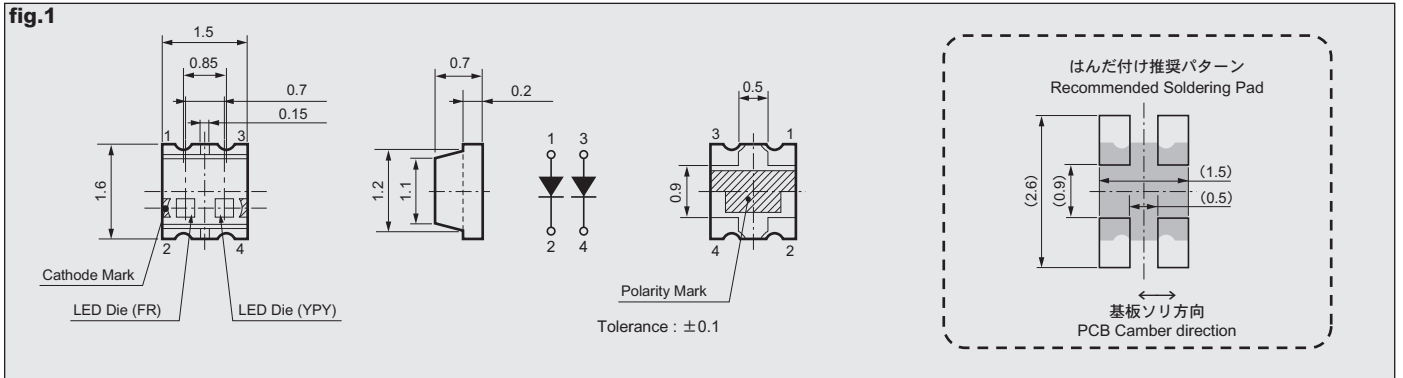 fig.1
1.5
0.85
0.7
0.15
1 3
1.6
2 4
Cathode Mark
LED Die (FR)
LED Die (YPY)
0.7
0.2
1.2
1.1
1 3
2 4
0.5
3 1
0.9
4 2
Polarity Mark
Tolerance : ±0.1
はんだ付け推奨パターン
Recommended Soldering Pad
(2.6)
(0.9)
(1.5)
(0.5)
基板ソリ方向
PCB Camber direction